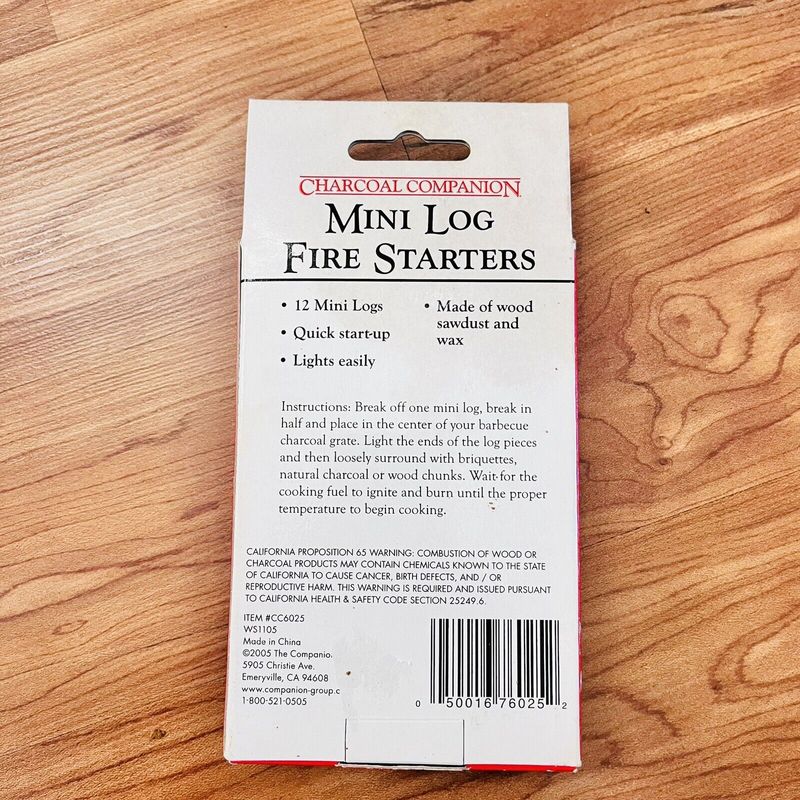 CHARCOAL COMPANION
MINI LOG
FIRE STARTERS
• 12 Mini Logs
• Quick start-up
• Lights easily
• Made of wood
sawdust and
wax
Instructions: Break off one mini log, break in
half and place in the center of your barbecue
charcoal grate. Light the ends of the log pieces
and then loosely surround with briquettes,
natural charcoal or wood chunks. Wait for the
cooking fuel to ignite and burn until the proper
temperature to begin cooking.
CALIFORNIA PROPOSITION 65 WARNING: COMBUSTION OF WOOD OR
CHARCOAL PRODUCTS MAY CONTAIN CHEMICALS KNOWN TO THE STATE
OF CALIFORNIA TO CAUSE CANCER, BIRTH DEFECTS, AND / OR
REPRODUCTIVE HARM. THIS WARNING IS REQUIRED AND ISSUED PURSUANT
TO CALIFORNIA HEALTH & SAFETY CODE SECTION 25249.6.
ITEM #CC6025
WS1105
Made in China
©2005 The Companio
5905 Christie Ave.
Emeryville, CA 94608
www.companion-group.c
1-800-521-0505
0 50016 76025 2